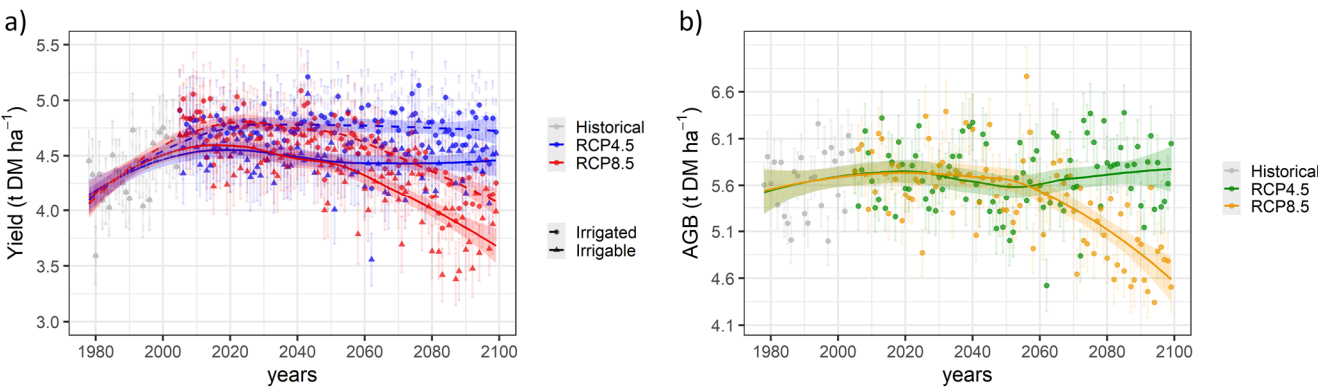 a)
5.5
5.0
4.5
4.0
3.5
3.0
Yield (t DM ha⁻¹)
1980 2000 2020 2040 2060 2080 2100
years
Historical
RCP4.5
RCP8.5
Irrigated
Irrigable
b)
6.6
6.1
5.6
5.1
4.6
4.1
AGB (t DM ha⁻¹)
1980 2000 2020 2040 2060 2080 2100
years
Historical
RCP4.5
RCP8.5